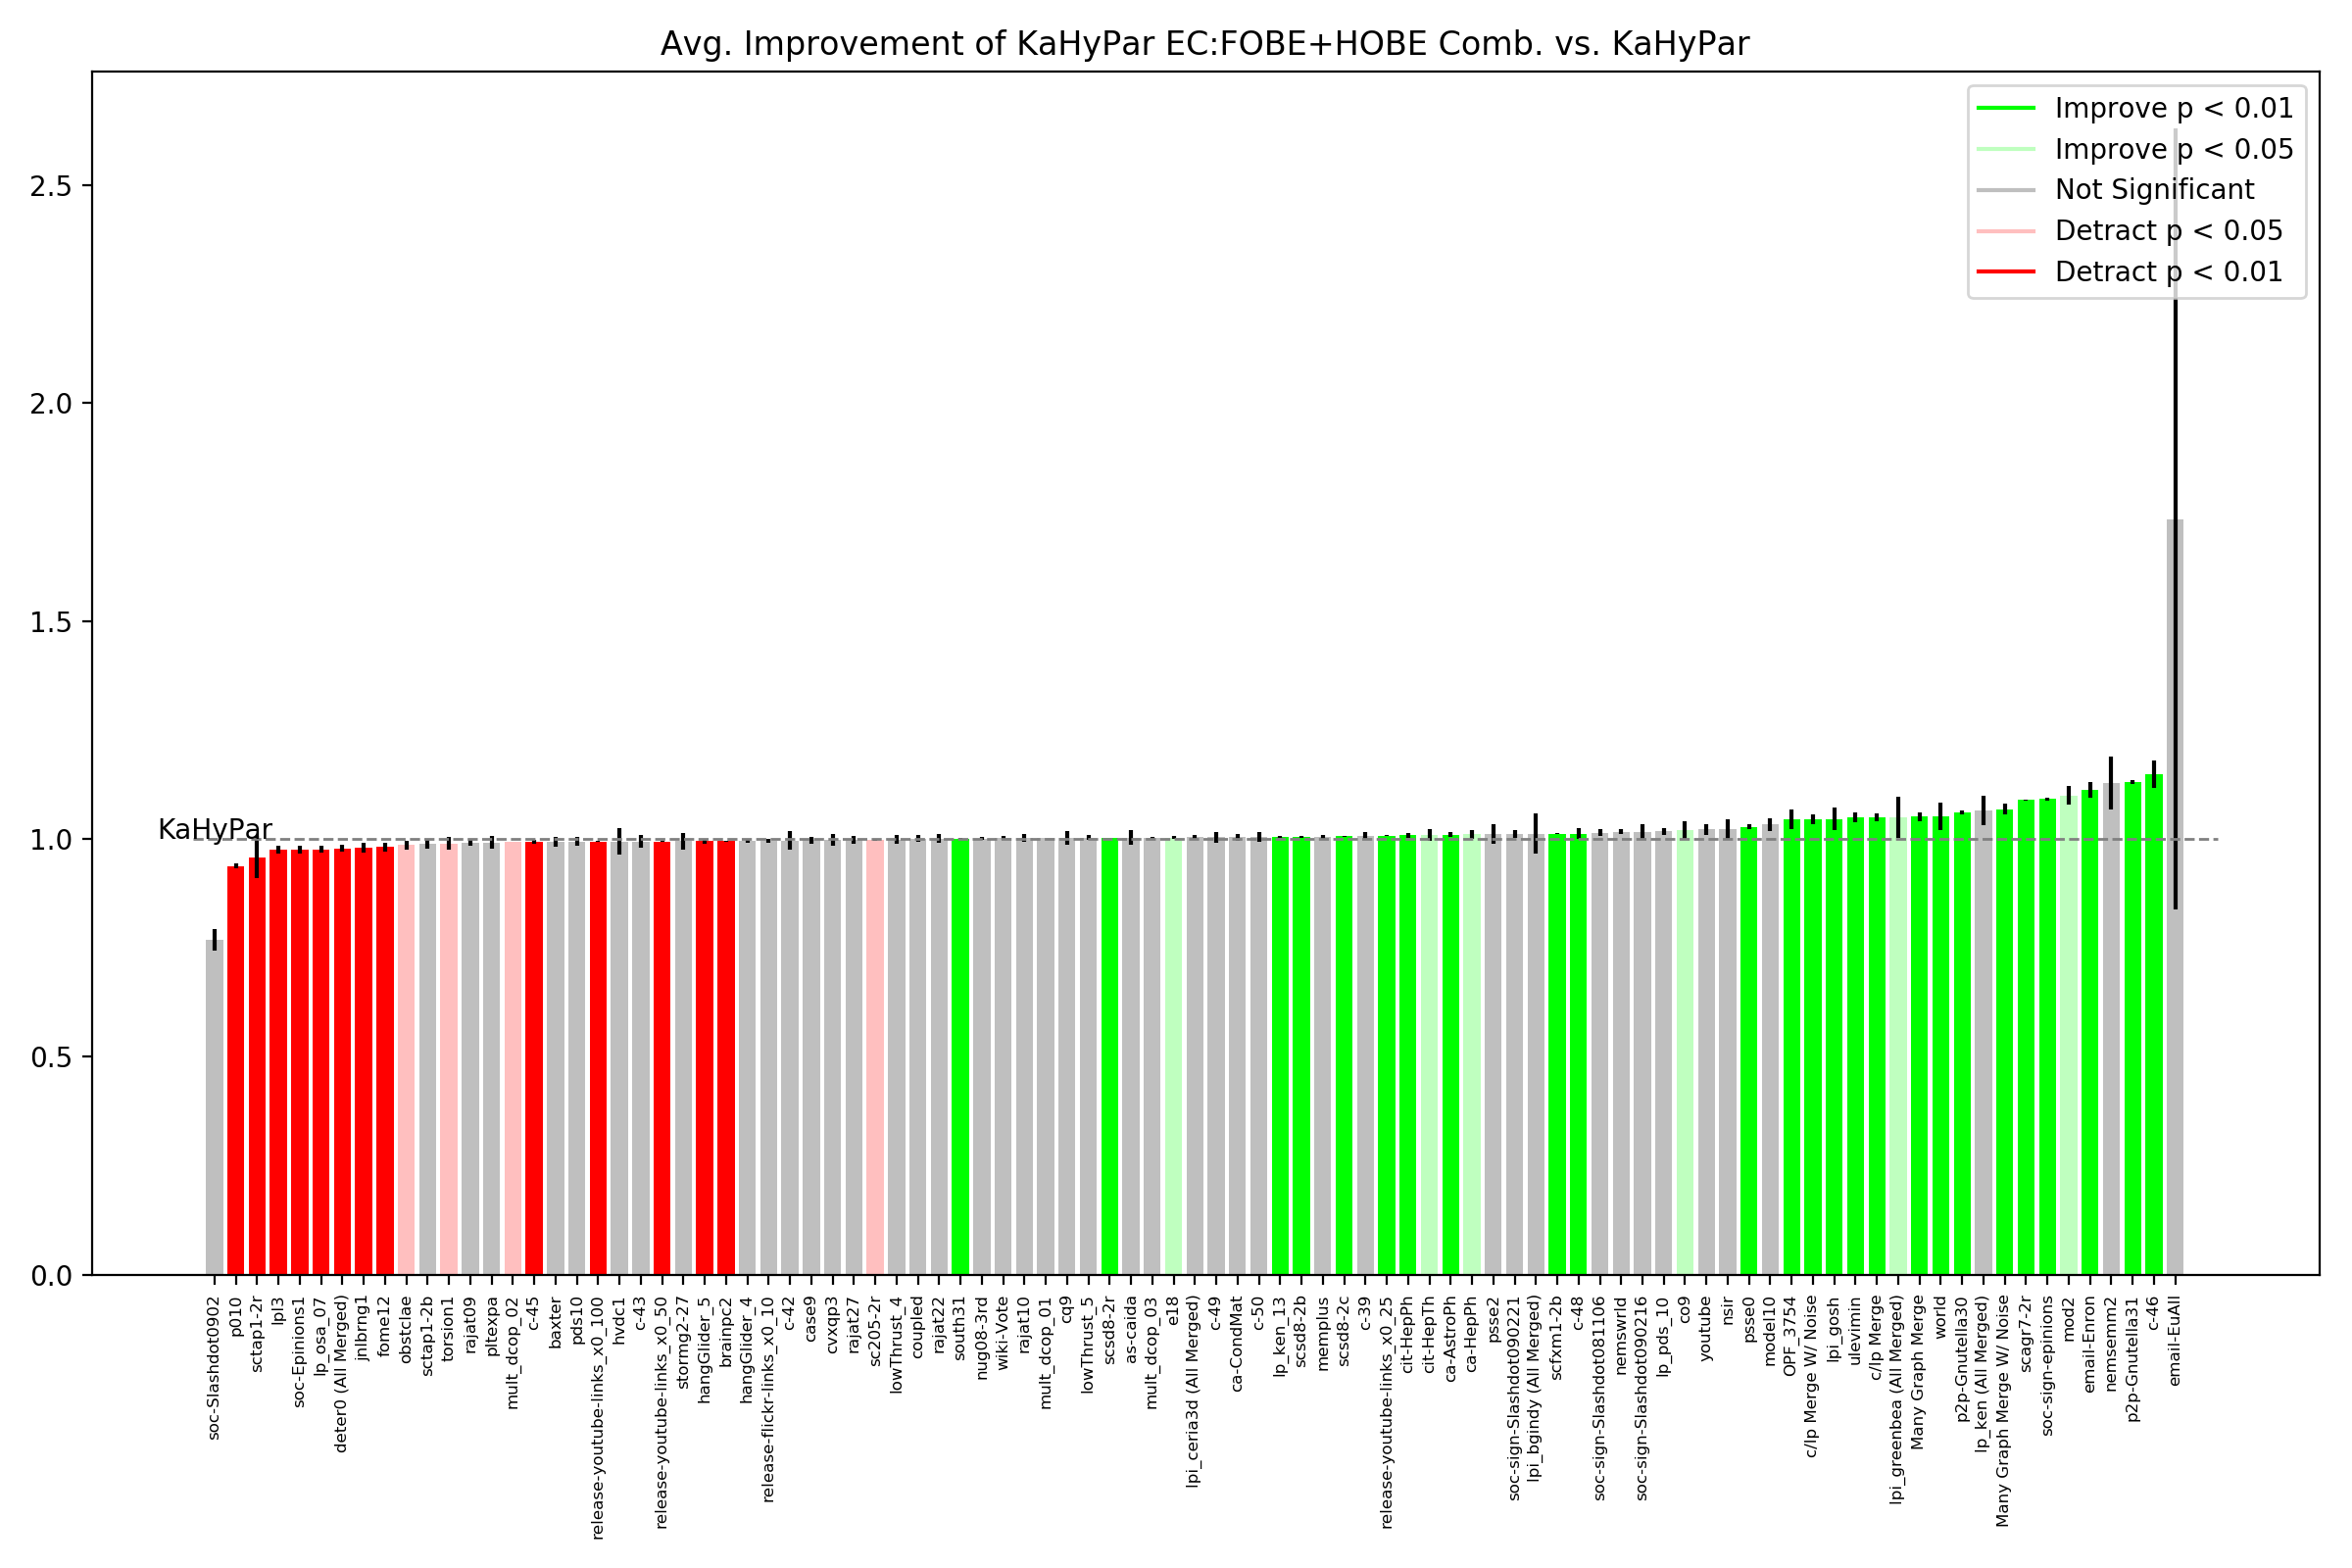 Avg. Improvement of KaHyPar EC:FOBE+HOBE Comb. vs. KaHyPar
Improve p < 0.01
Improve p < 0.05
Not Significant
Detract p < 0.05
Detract p < 0.01
2.5
2.0
1.5
1.0
0.5
0.0
KaHyPar
soc-Slashdot0902
p010
sctap1-2r
lpl3
soc-Epinions1
lp_osa_07
deter0 (All Merged)
jnlbrng1
fome12
obstclae
sctap1-2b
torsion1
rajat09
pltexpa
mult_dcop_02
c-45
baxter
pds10
release-youtube-links_x0_100
hvdc1
c-43
release-youtube-links_x0_50
stormg2-27
hangGlider_5
brainpc2
hangGlider_4
release-flickr-links_x0_10
c-42
case9
cvxqp3
rajat27
sc205-2r
lowThrust_4
coupled
rajat22
south31
nug08-3rd
wiki-Vote
rajat10
mult_dcop_01
cq9
lowThrust_5
scsd8-2r
as-caida
mult_dcop_03
e18
lpi_ceria3d (All Merged)
c-49
ca-CondMat
c-50
lp_ken_13
scsd8-2b
memplus
scsd8-2c
c-39
release-youtube-links_x0_25
cit-HepPh
cit-HepTh
ca-AstroPh
ca-HepPh
psse2
soc-sign-Slashdot090221
lpi_bgindy (All Merged)
scfxm1-2b
c-48
soc-sign-Slashdot081106
nemswrld
soc-sign-Slashdot090216
lp_pds_10
co9
youtube
nsir
psse0
model10
OPF_3754
c/lp Merge W/ Noise
lpi_gosh
ulevimin
c/lp Merge
lpi_greenbea (All Merged)
Many Graph Merge
world
p2p-Gnutella30
lp_ken (All Merged)
Many Graph Merge W/ Noise
scagr7-2r
soc-sign-epinions
mod2
email-Enron
nemsemm2
p2p-Gnutella31
c-46
email-EuAll